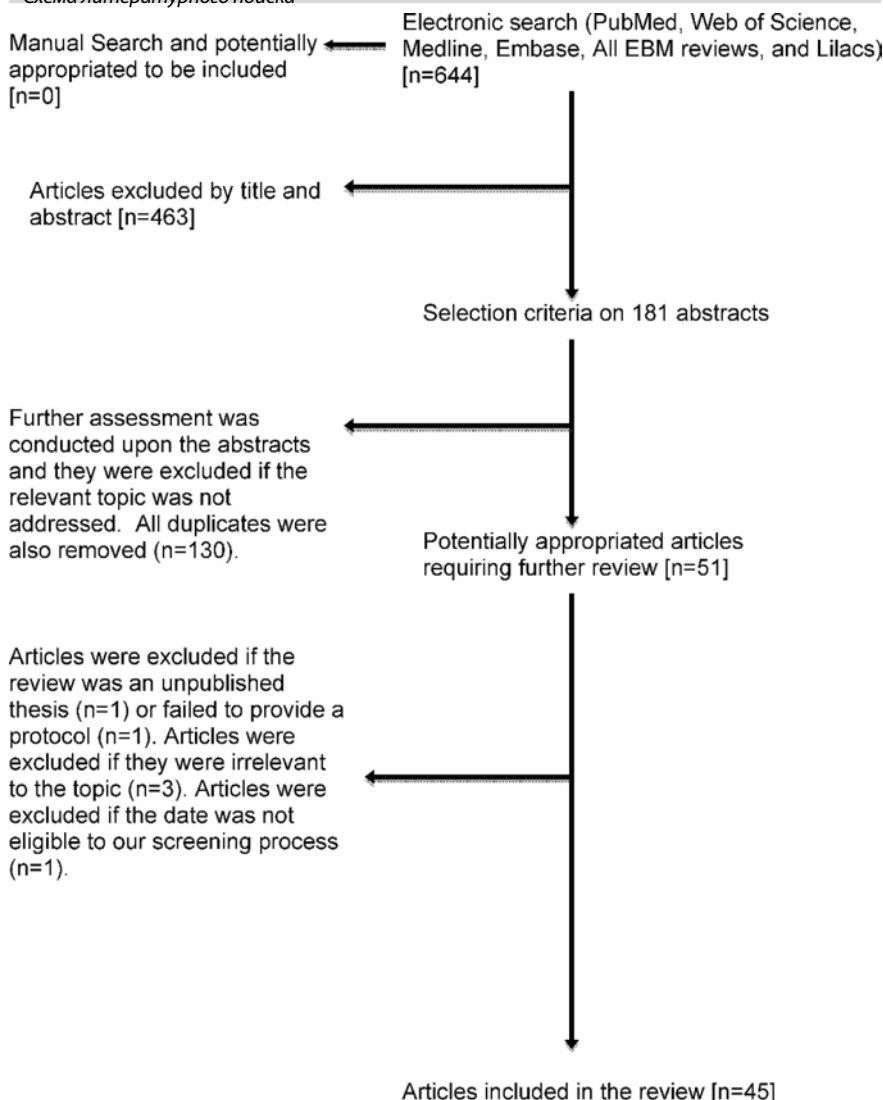 Схема литературного поиска
Electronic search (PubMed, Web of Science,
Medline, Embase, All EBM reviews, and Lilacs)
[n=644]
Manual Search and potentially
appropriated to be included
[n=0]
Articles excluded by title and
abstract [n=463]
Selection criteria on 181 abstracts
Further assessment was
conducted upon the abstracts
and they were excluded if the
relevant topic was not
addressed. All duplicates were
also removed (n=130).
Potentially appropriated articles
requiring further review [n=51]
Articles were excluded if the
review was an unpublished
thesis (n=1) or failed to provide a
protocol (n=1). Articles were
excluded if they were irrelevant
to the topic (n=3). Articles were
excluded if the date was not
eligible to our screening process
(n=1).
Articles included in the review [n=45]